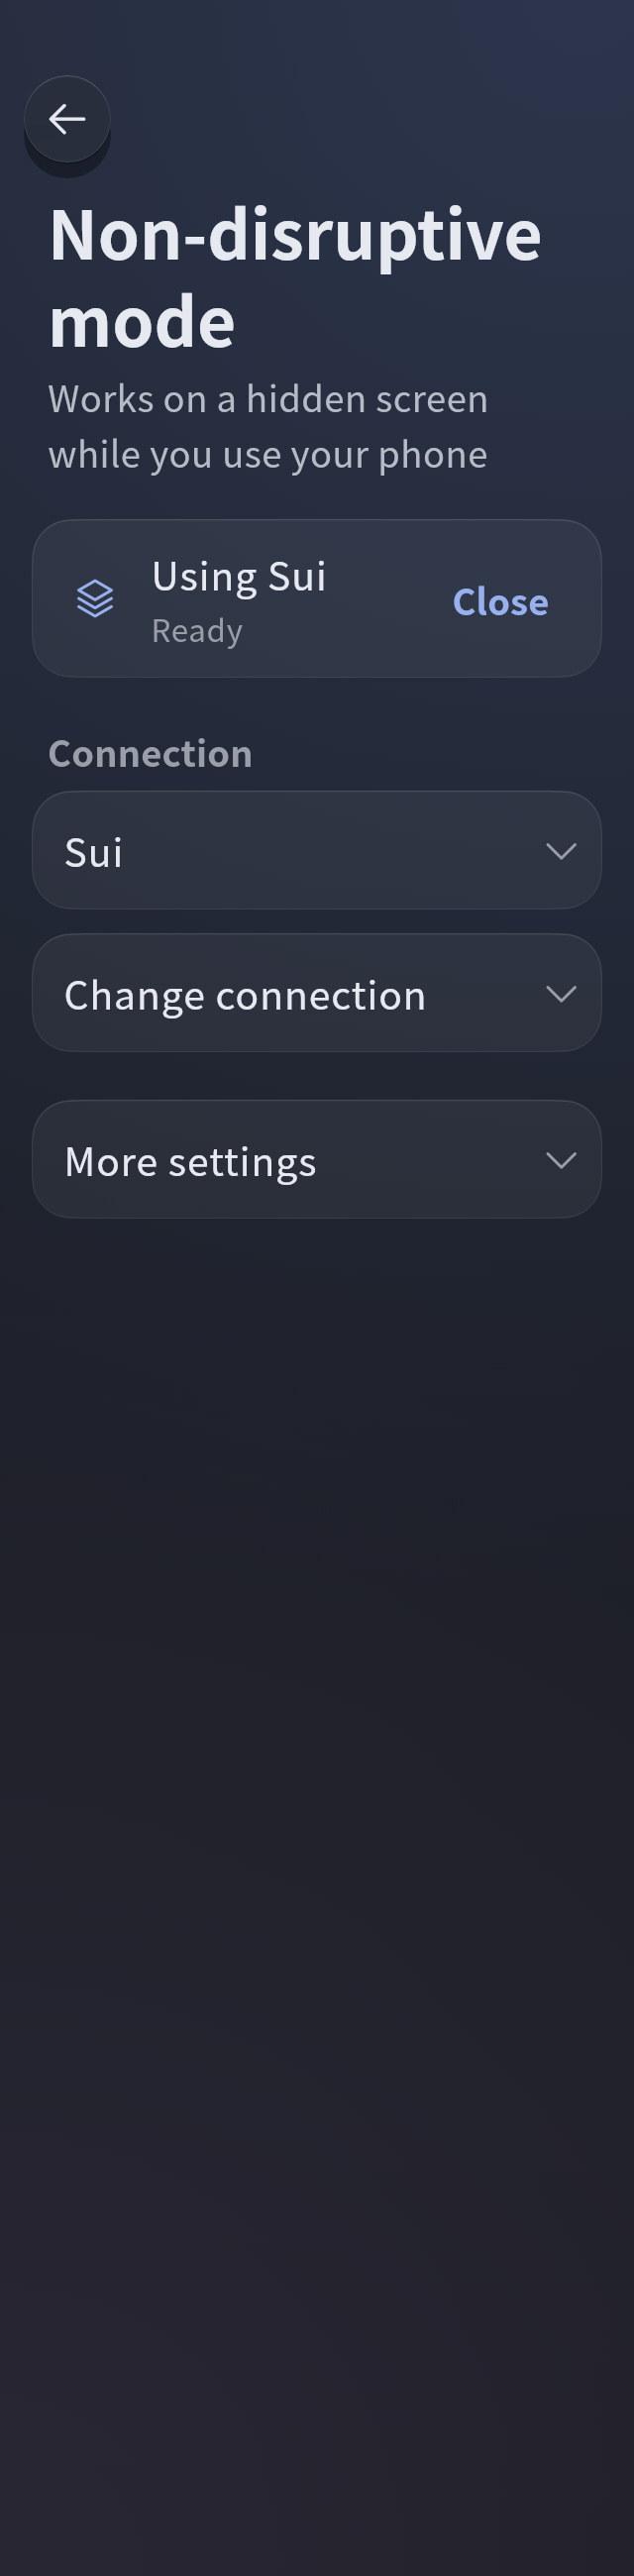 Non-disruptive
mode
Works on a hidden screen
while you use your phone
Using Sui
Ready
Close
Connection
Sui
Change connection
More settings